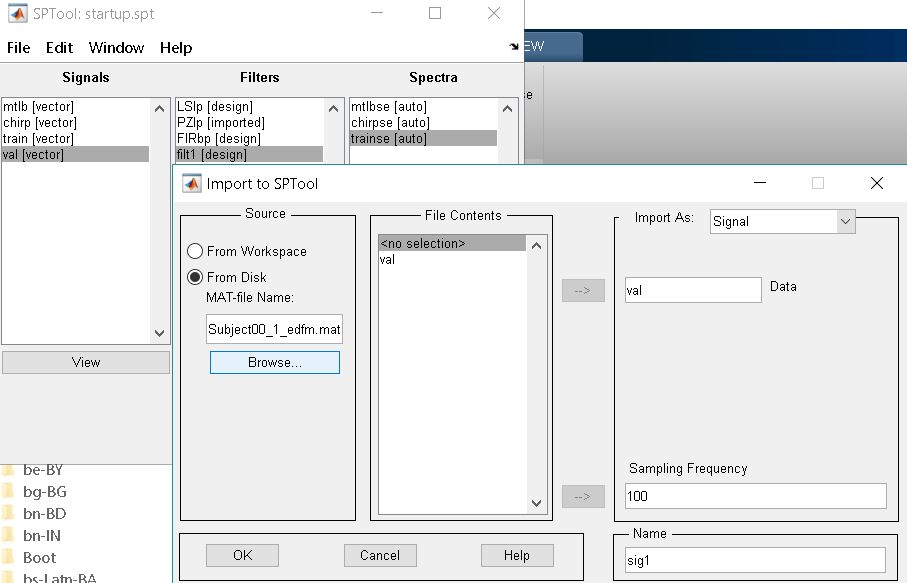 SPTool: startup.spt
File Edit Window Help
EW
Signals Filters Spectra
se
mtlb [vector]
chirp [vector]
train [vector]
val [vector]
LSlp [design]
PZlp [imported]
FIRbp [design]
filt1 [design]
mtlbse [auto]
chirpse [auto]
trainse [auto]
View
Import to SPTool
Source
From Workspace
From Disk
MAT-file Name:
Subject00_1_edfm.mat
Browse...
File Contents
<no selection>
val
-->
-->
Import As: Signal
val Data
Sampling Frequency
100
Name
sig1
OK Cancel Help
be-BY
bg-BG
bn-BD
bn-IN
Boot
bs-Latn-BA